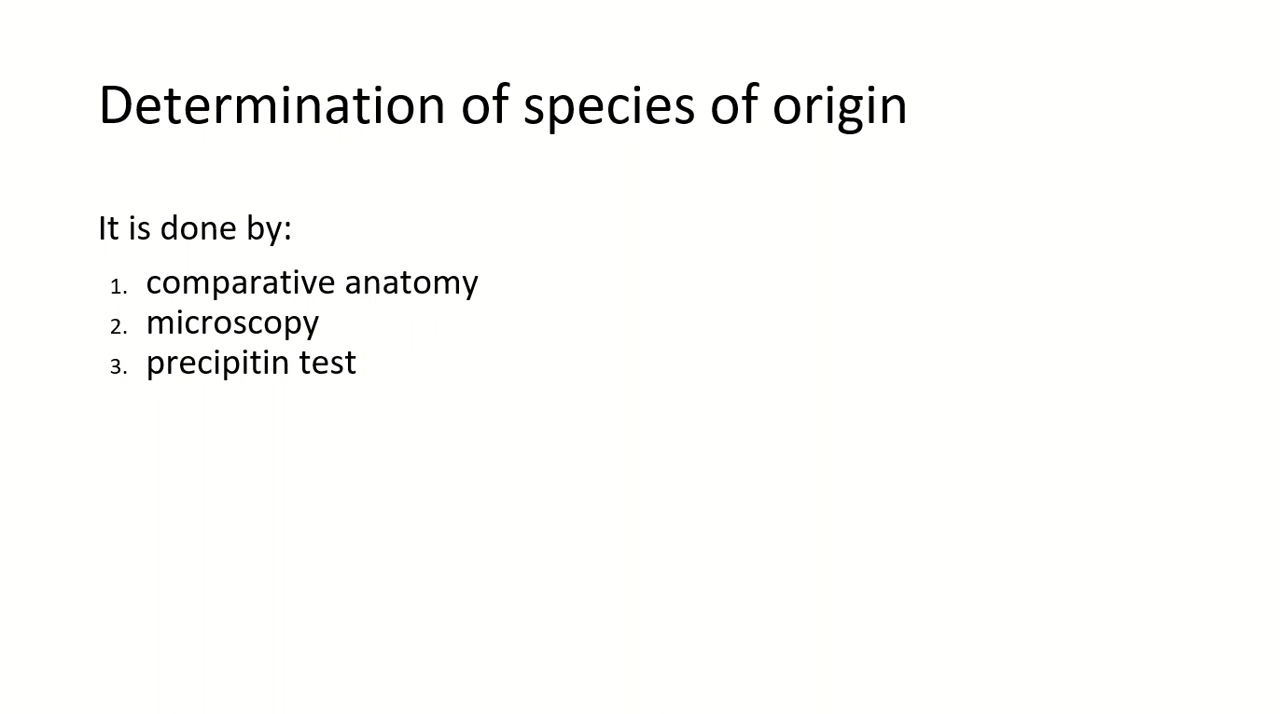 Determination of species of origin
It is done by:
1. comparative anatomy
2. microscopy
3. precipitin test